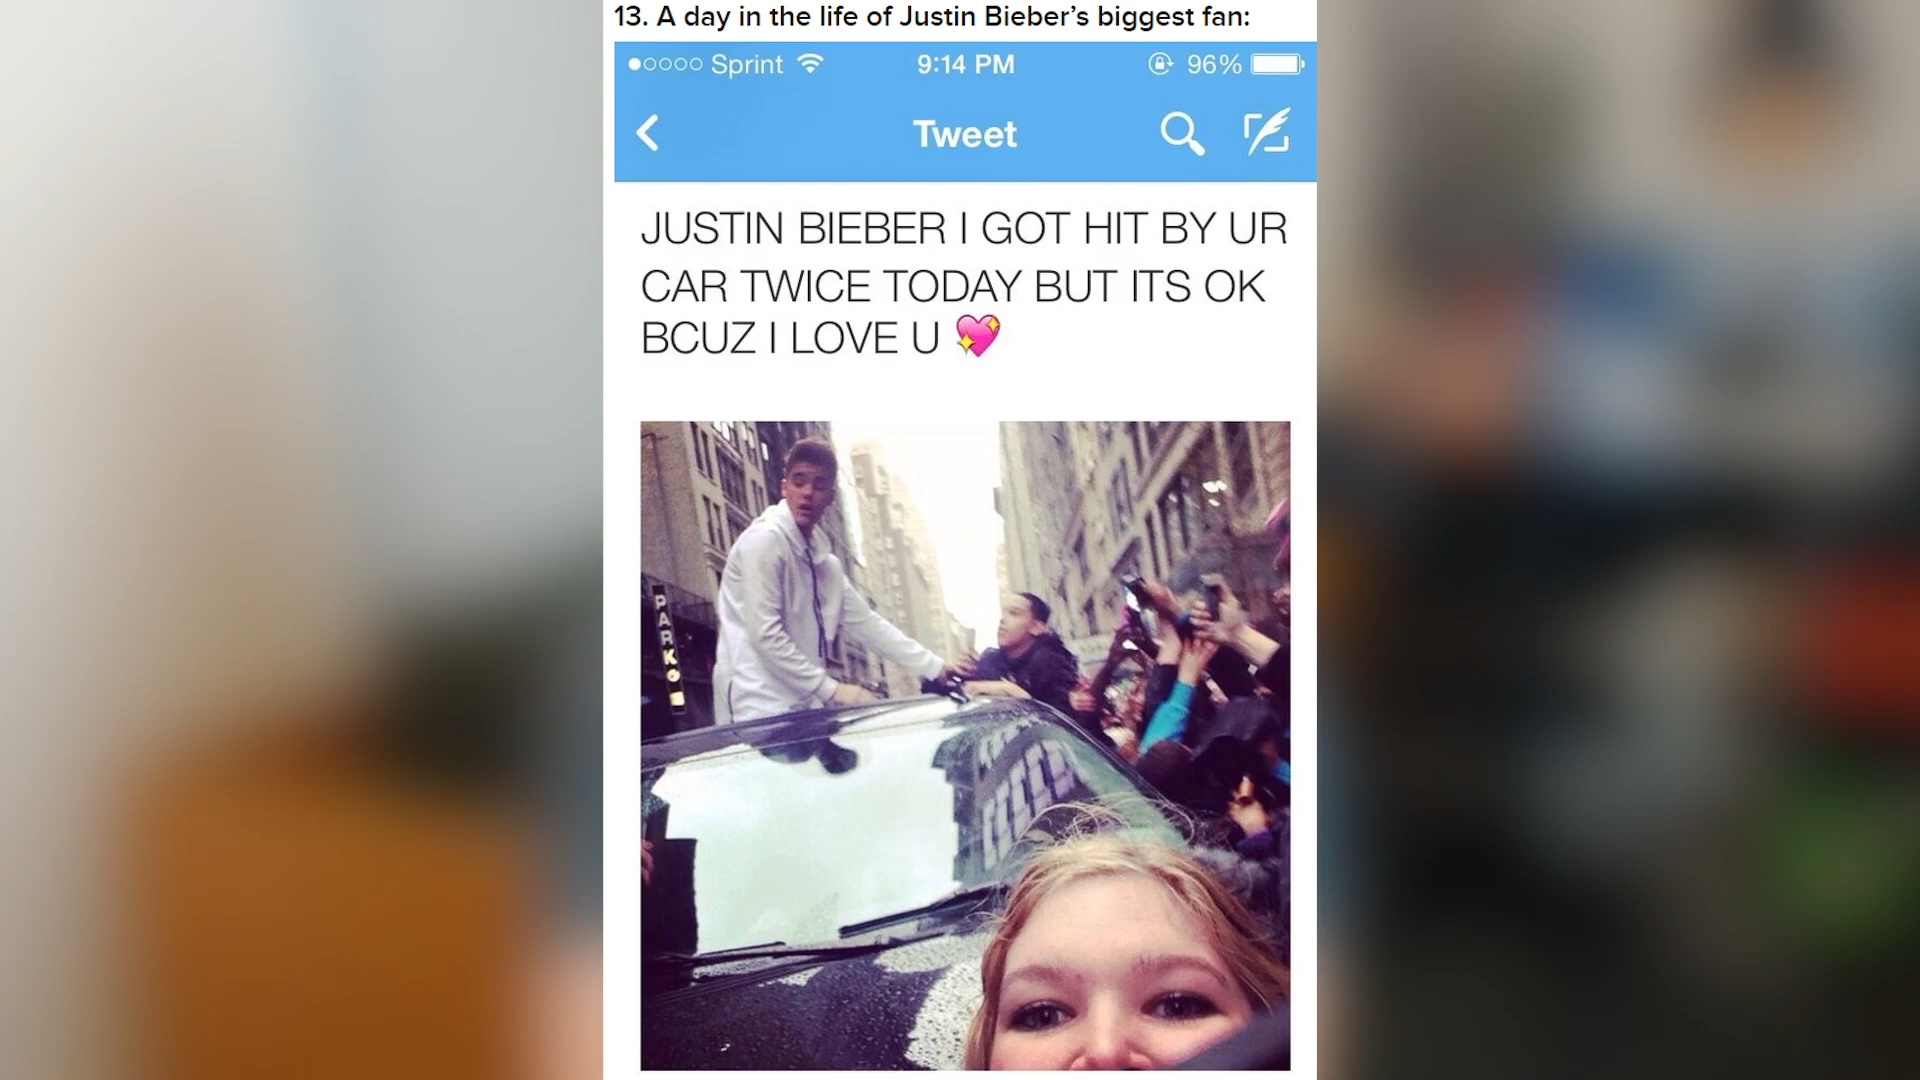 13. A day in the life of Justin Bieber’s biggest fan:
Sprint 9:14 PM 96%
Tweet
JUSTIN BIEBER I GOT HIT BY UR
CAR TWICE TODAY BUT ITS OK
BCUZ I LOVE U 💖
PARK